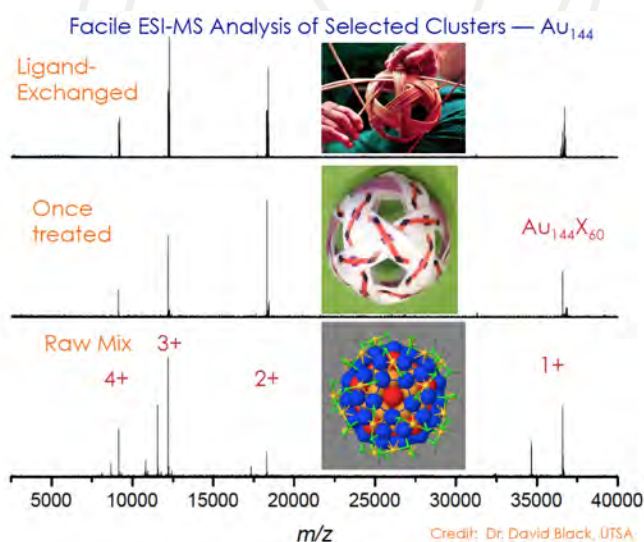 Facile ESI-MS Analysis of Selected Clusters — Au₁₄₄
Ligand-
Exchanged
Once
treated
Au₁₄₄X₆₀
Raw Mix
3+
4+
2+
1+
5000 10000 15000 20000 25000 30000 35000 40000
m/z
Credit: Dr. David Black, UTSA